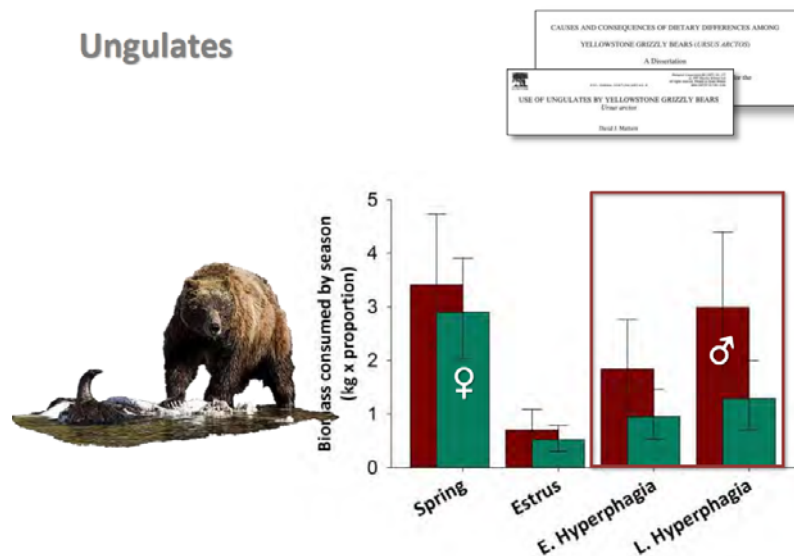 Ungulates
CAUSES AND CONSEQUENCES OF DIETARY DIFFERENCES AMONG
YELLOWSTONE GRIZZLY BEARS (URSUS ARCTOS)
A Dissertation
for the
USE OF UNGULATES BY YELLOWSTONE GRIZZLY BEARS
Ursus arctos
David J. Mattson
Biomass consumed by season
(kg x proportion)
5
4
3
2
1
0
♀
♂
Spring
Estrus
E. Hyperphagia
L. Hyperphagia